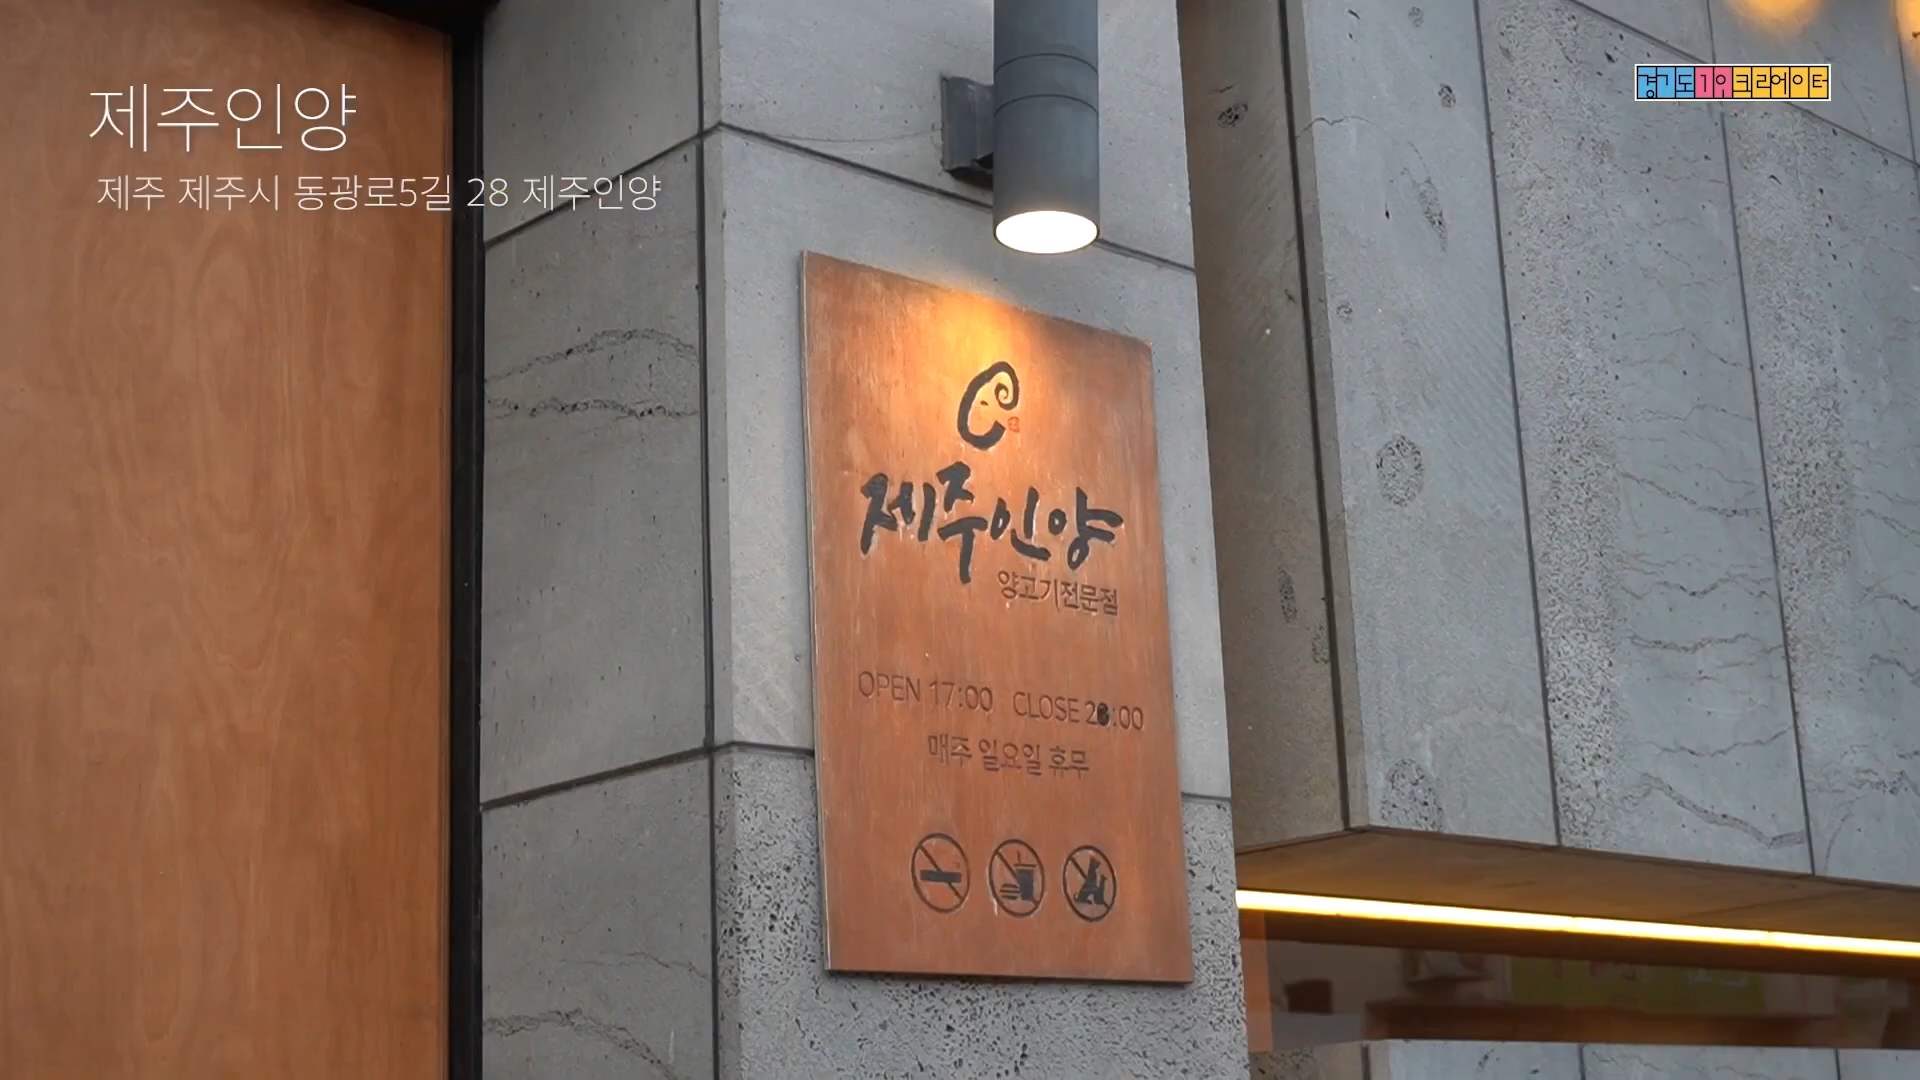 제주인양
제주 제주시 동광로5길 28 제주인양
경기도1인크리에이터
제주인양
양고기전문점
OPEN 17:00 CLOSE
매주 일요일 휴무